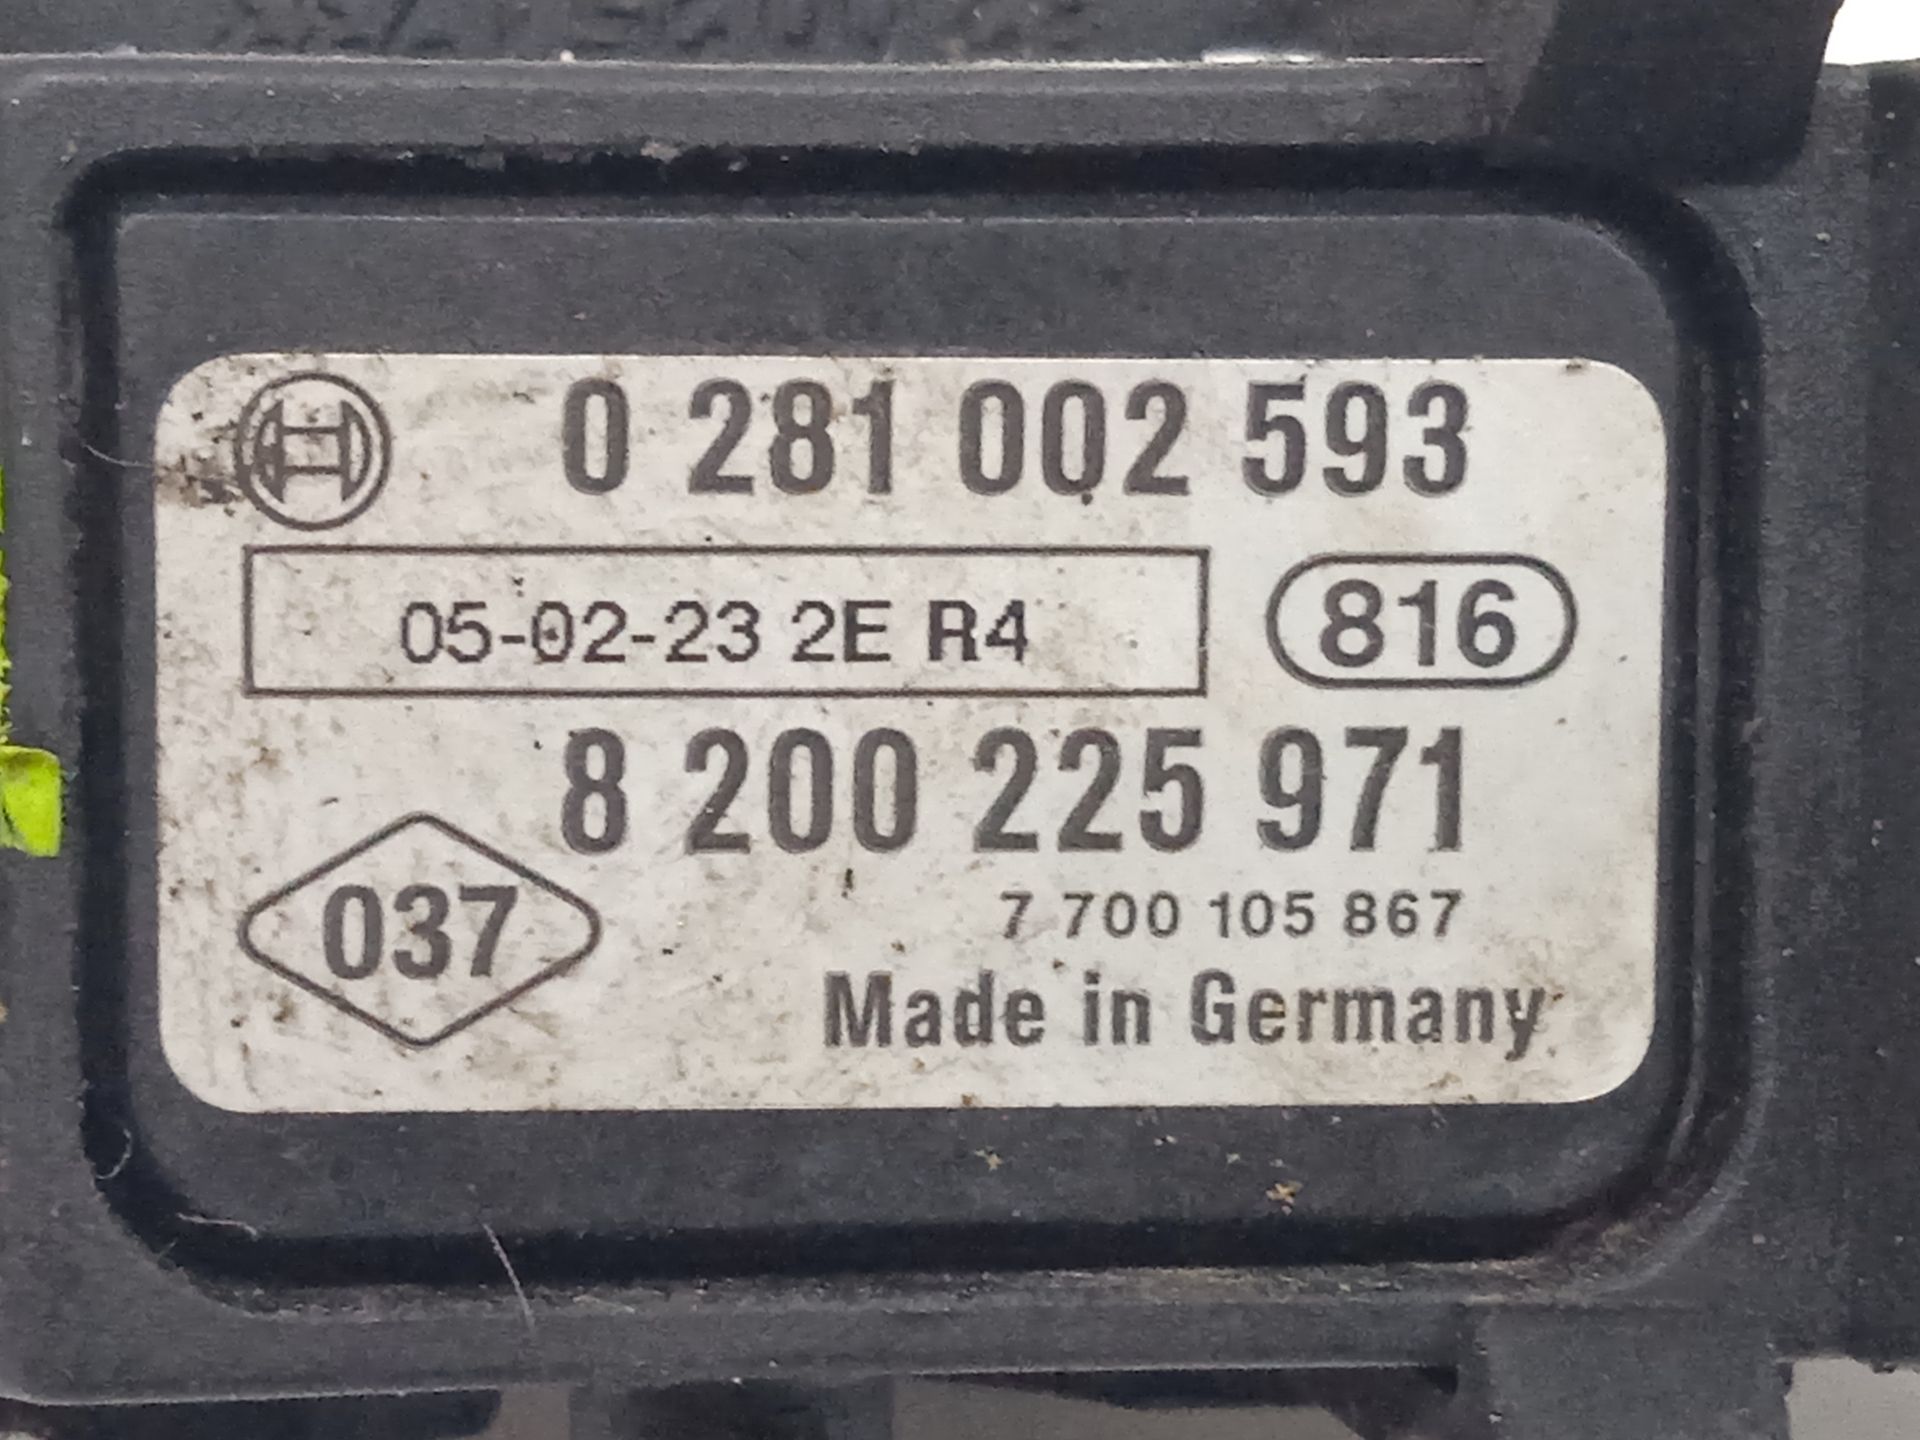 0 281 002 593
05-02-23 2E R4
816
8 200 225 971
037
7 700 105 867
Made in Germany